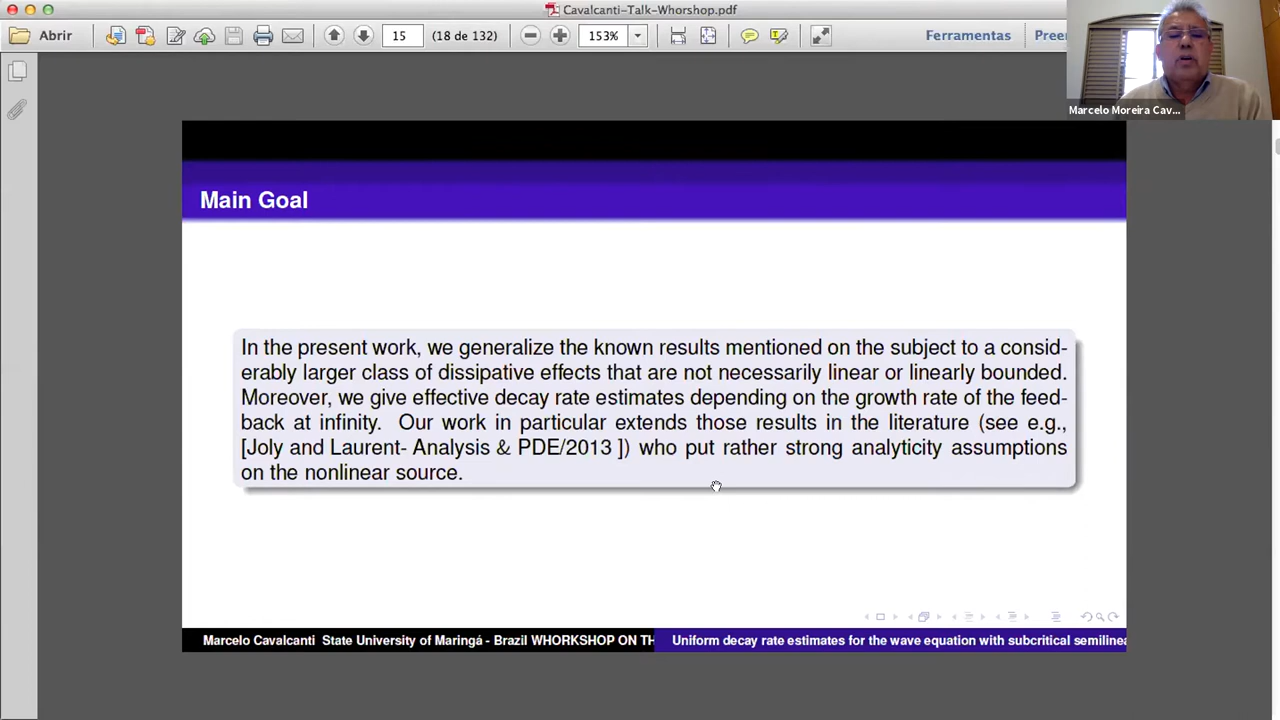 Cavalcanti-Talk-Whorshop.pdf
Abrir
15
(18 de 132)
153%
Ferramentas
Marcelo Moreira Cav...
Main Goal
In the present work, we generalize the known results mentioned on the subject to a consid-
erably larger class of dissipative effects that are not necessarily linear or linearly bounded.
Moreover, we give effective decay rate estimates depending on the growth rate of the feed-
back at infinity. Our work in particular extends those results in the literature (see e.g.,
[Joly and Laurent- Analysis & PDE/2013 ]) who put rather strong analyticity assumptions
on the nonlinear source.
Marcelo Cavalcanti State University of Maringá - Brazil WHORKSHOP ON TH
Uniform decay rate estimates for the wave equation with subcritical semilinea